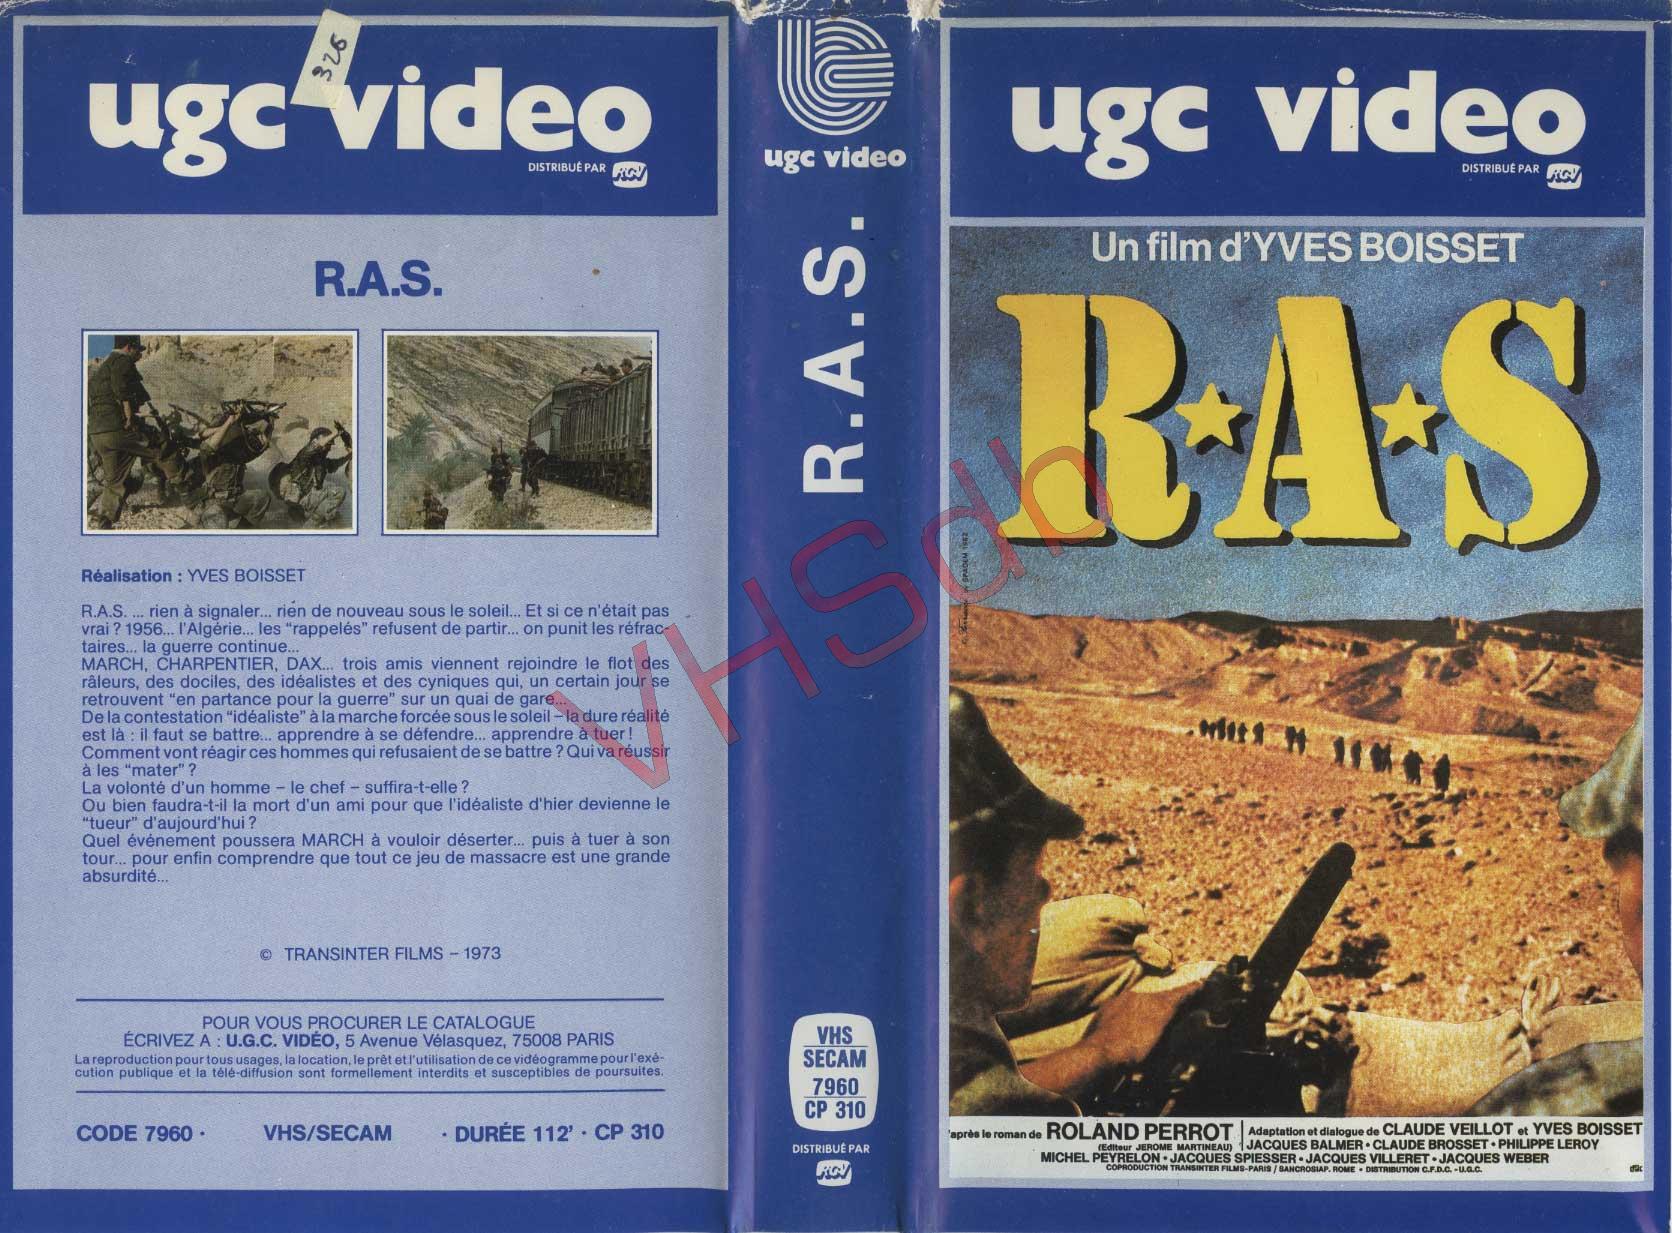 ugc video
326
DISTRIBUÉ PAR RCV
R.A.S.
Réalisation : YVES BOISSET
R.A.S. ... rien à signaler... rien de nouveau sous le soleil... Et si ce n'était pas
vrai ? 1956... l'Algérie... les "rappelés" refusent de partir... on punit les réfrac-
taires... la guerre continue...
MARCH, CHARPENTIER, DAX... trois amis viennent rejoindre le flot des
râleurs, des dociles, des idéalistes et des cyniques qui, un certain jour se
retrouvent "en partance pour la guerre" sur un quai de gare...
De la contestation "idéaliste" à la marche forcée sous le soleil – la dure réalité
est là : il faut se battre... apprendre à se défendre... apprendre à tuer !
Comment vont réagir ces hommes qui refusaient de se battre ? Qui va réussir
à les "mater" ?
La volonté d'un homme – le chef – suffira-t-elle ?
Ou bien faudra-t-il la mort d'un ami pour que l'idéaliste d'hier devienne le
"tueur" d'aujourd'hui ?
Quel événement poussera MARCH à vouloir déserter... puis à tuer à son
tour... pour enfin comprendre que tout ce jeu de massacre est une grande
absurdité...
© TRANSINTER FILMS – 1973
POUR VOUS PROCURER LE CATALOGUE
ÉCRIVEZ A : U.G.C. VIDÉO, 5 Avenue Vélasquez, 75008 PARIS
La reproduction pour tous usages, la location, le prêt et l'utilisation de ce vidéogramme pour l'exé-
cution publique et la télé-diffusion sont formellement interdits et susceptibles de poursuites.
CODE 7960 · VHS/SECAM · DURÉE 112' · CP 310
ugc video
R.A.S.
VHS
SECAM
7960
CP 310
DISTRIBUÉ PAR
RCV
ugc video
DISTRIBUÉ PAR RCV
Un film d'YVES BOISSET
R★A★S
SPADEM 1982
VHSdb
'après le roman de ROLAND PERROT
(Editeur JEROME MARTINEAU)
Adaptation et dialogue de CLAUDE VEILLOT et YVES BOISSET
JACQUES BALMER • CLAUDE BROSSET • PHILIPPE LEROY
MICHEL PEYRELON • JACQUES SPIESSER • JACQUES VILLERET • JACQUES WEBER
COPRODUCTION TRANSINTER FILMS-PARIS / SANCROSIAP. ROME • DISTRIBUTION C.F.D.C. - U.G.C.